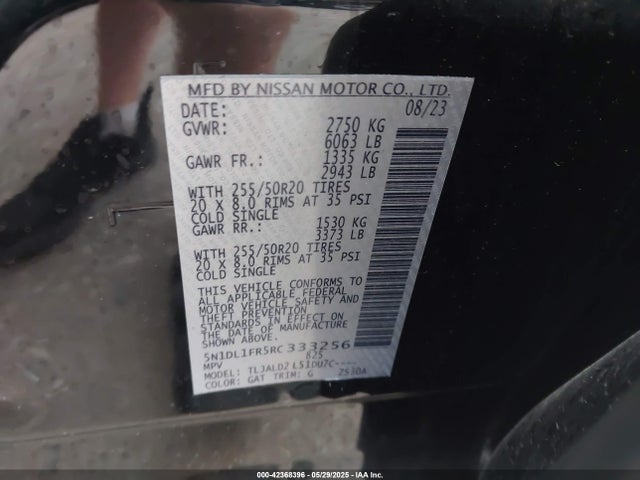 MFD BY NISSAN MOTOR CO., LTD.
DATE: 08/23
GVWR: 2750 KG
6063 LB
GAWR FR.: 1335 KG
2943 LB
WITH 255/50R20 TIRES
20 X 8.0 RIMS AT 35 PSI
COLD SINGLE
GAWR RR.: 1530 KG
3373 LB
WITH 255/50R20 TIRES
20 X 8.0 RIMS AT 35 PSI
COLD SINGLE
THIS VEHICLE CONFORMS TO
ALL APPLICABLE FEDERAL
MOTOR VEHICLE SAFETY AND
THEFT PREVENTION
STANDARDS IN EFFECT ON
THE DATE OF MANUFACTURE
SHOWN ABOVE.
5N1DL1FR5RC333256
MPV 825
MODEL: TLJALD2 L51DU7C----
COLOR: GAT TRIM: G ZS30A
000-42368396 - 05/29/2025 - IAA Inc.